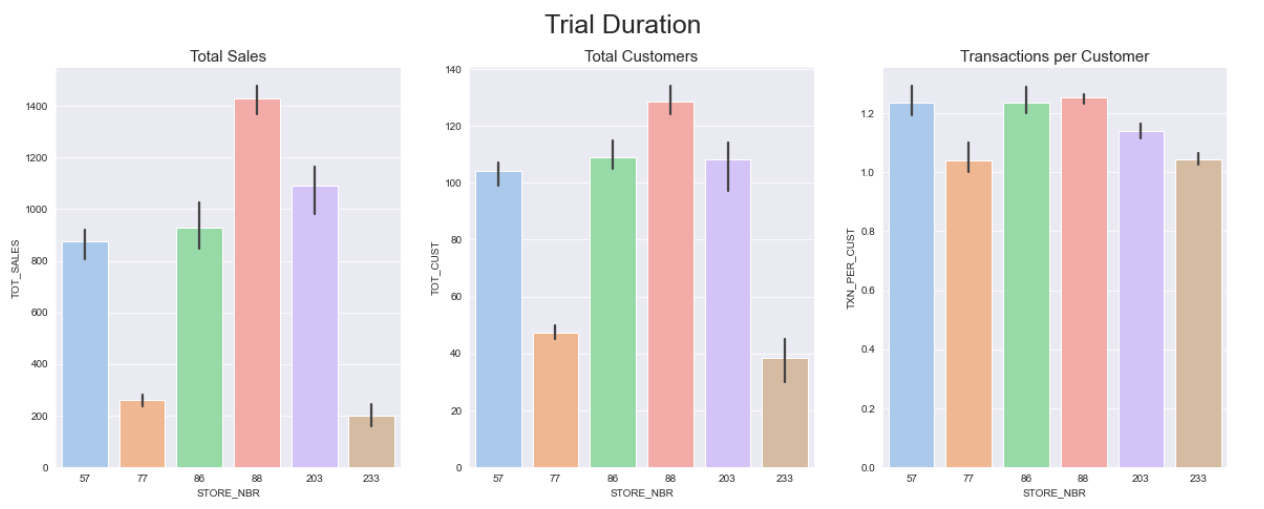 Trial Duration
Total Sales
TOT_SALES
1400
1200
1000
800
600
400
200
0
57 77 86 88 203 233
STORE_NBR
Total Customers
TOT_CUST
140
120
100
80
60
40
20
0
57 77 86 88 203 233
STORE_NBR
Transactions per Customer
TXN_PER_CUST
1.2
1.0
0.8
0.6
0.4
0.2
0.0
57 77 86 88 203 233
STORE_NBR